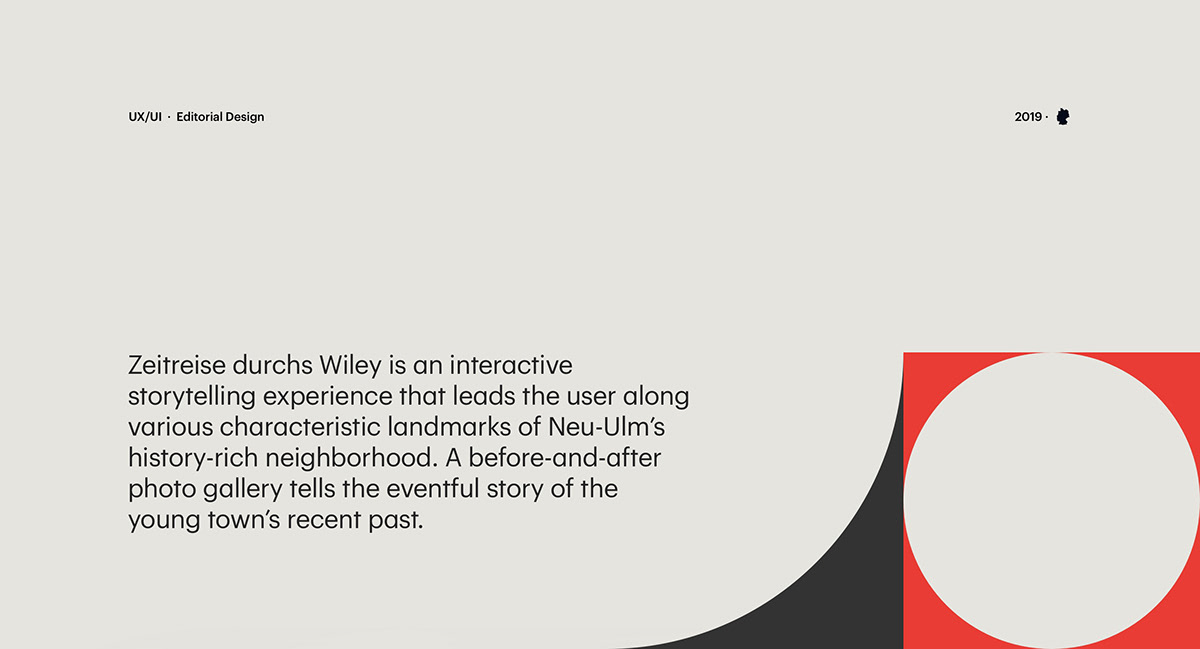 UX/UI · Editorial Design
2019 ·
Zeitreise durchs Wiley is an interactive
storytelling experience that leads the user along
various characteristic landmarks of Neu-Ulm’s
history-rich neighborhood. A before-and-after
photo gallery tells the eventful story of the
young town’s recent past.